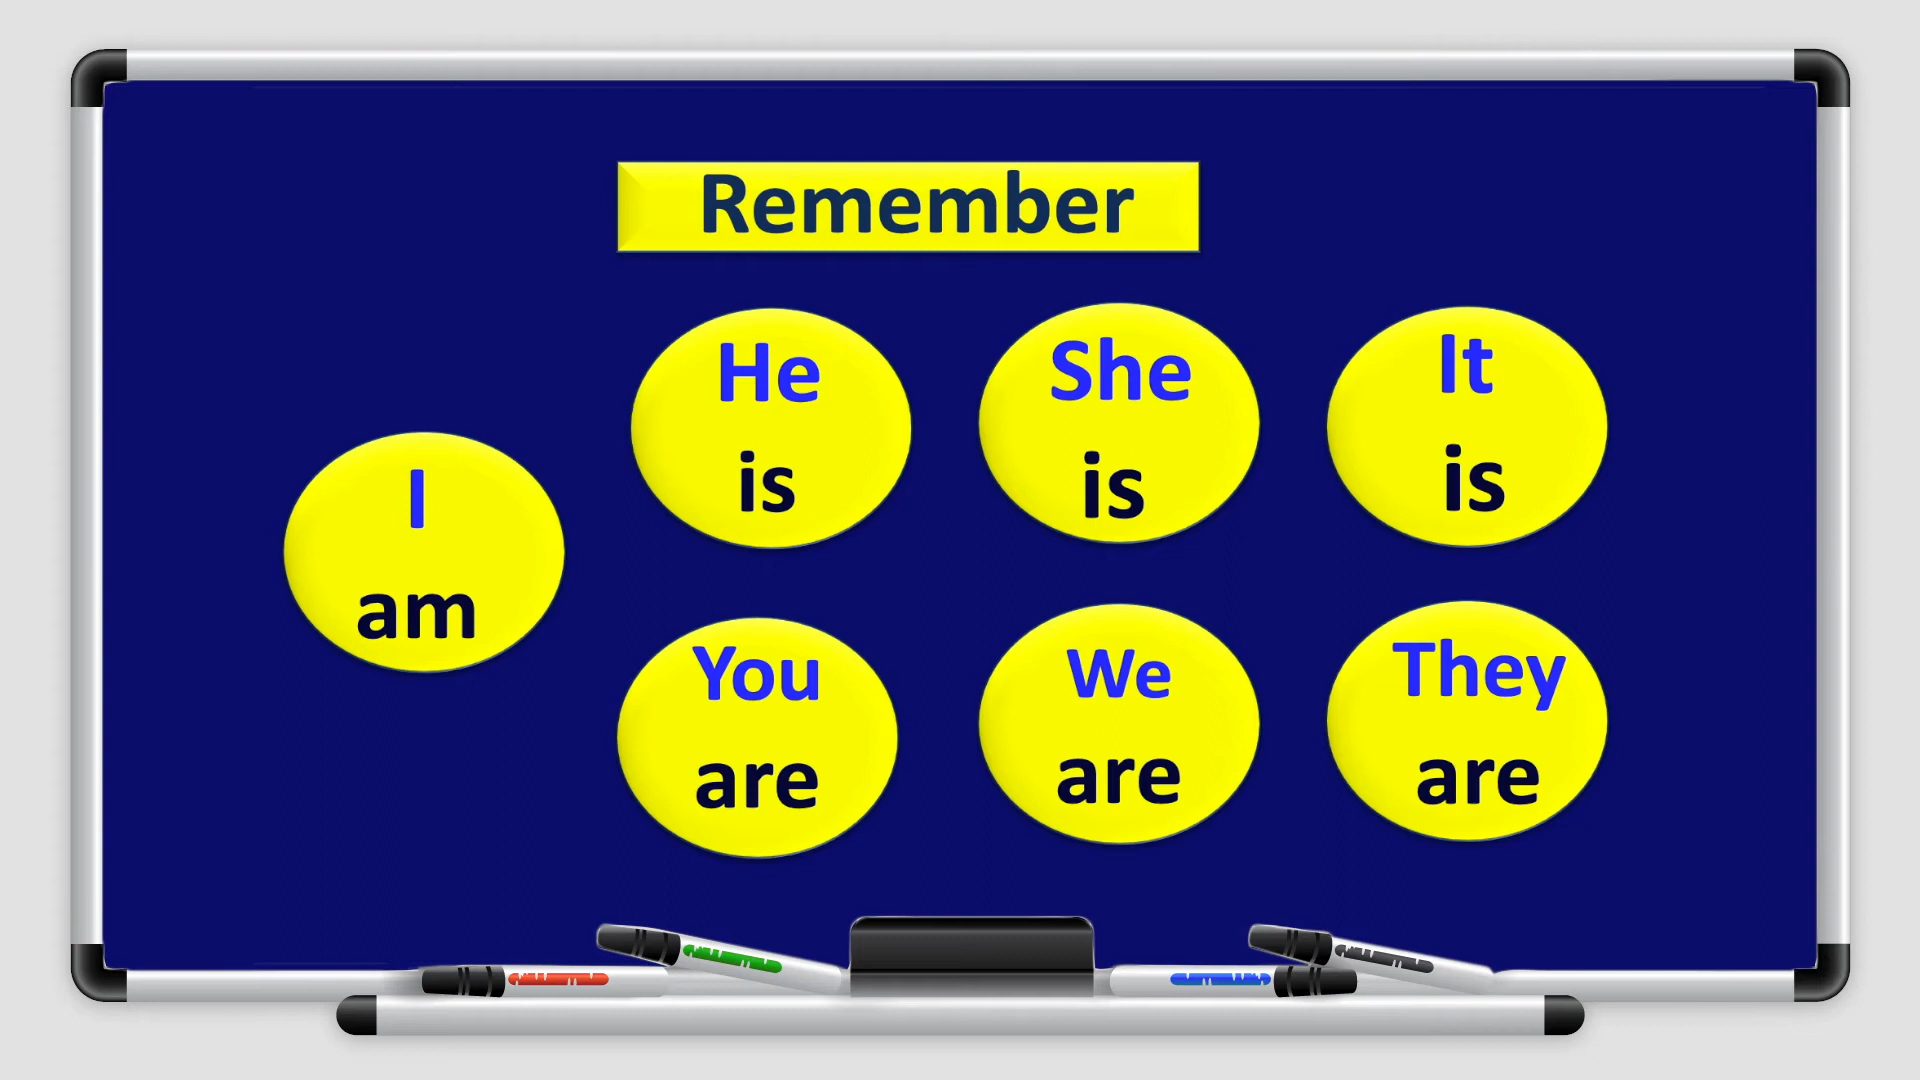 Remember
I
am
He
is
She
is
It
is
You
are
We
are
They
are